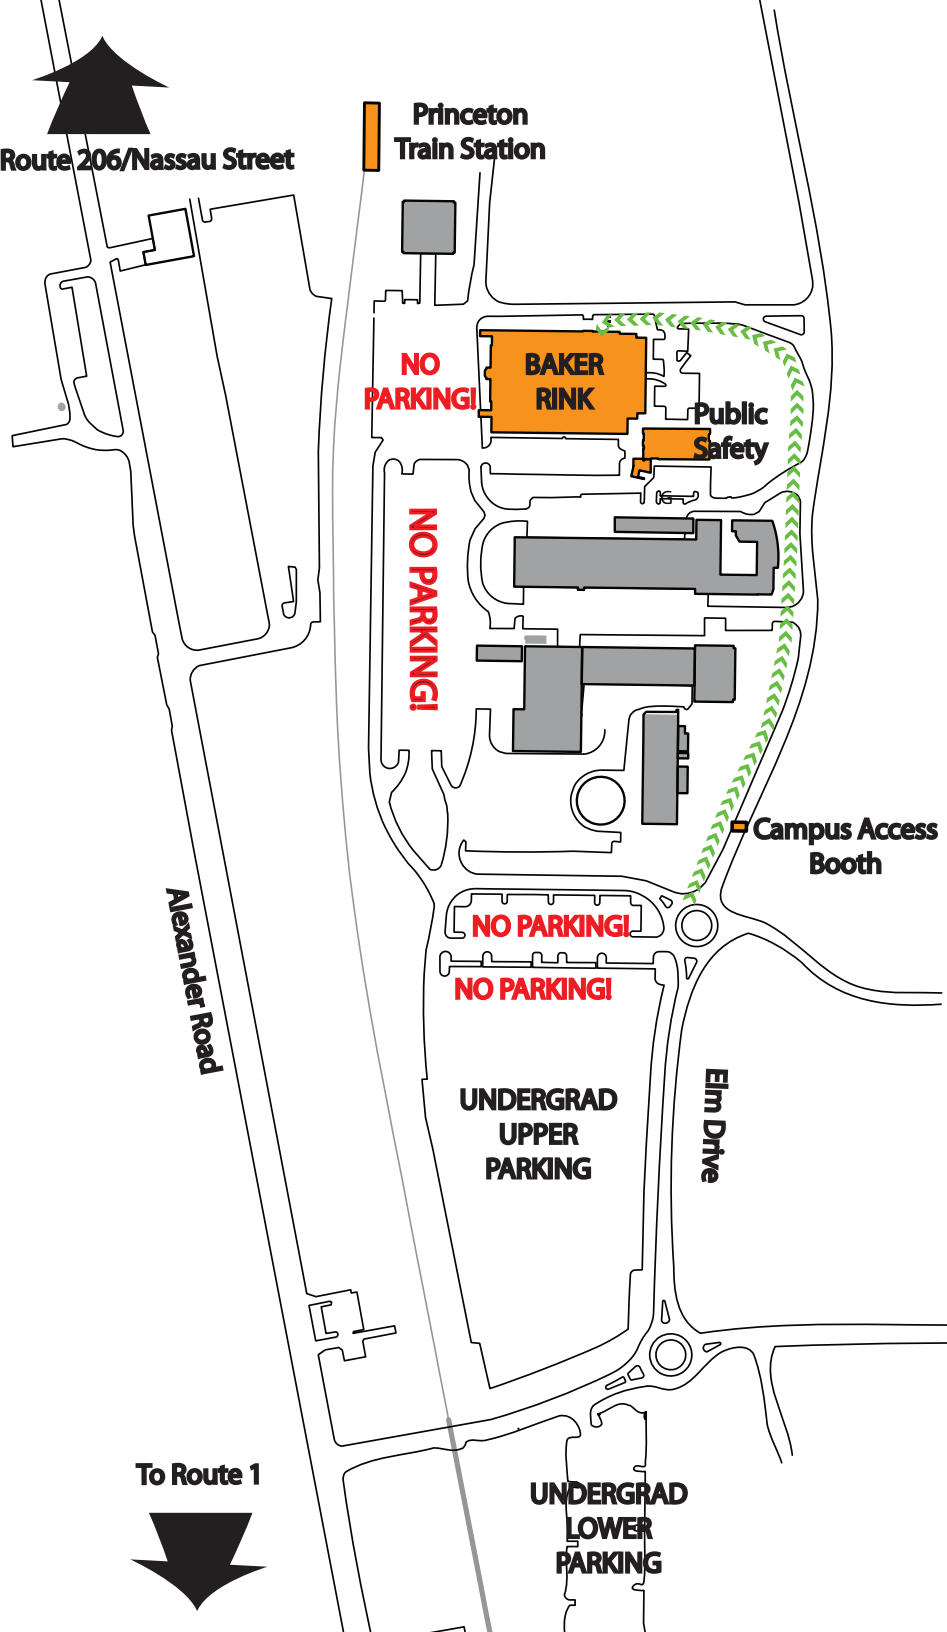 Princeton
Train Station
Route 206/Nassau Street
NO
PARKING!
BAKER
RINK
Public
Safety
NO PARKING!
Campus Access
Booth
Alexander Road
NO PARKING!
NO PARKING!
Elm Drive
UNDERGRAD
UPPER
PARKING
To Route 1
UNDERGRAD
LOWER
PARKING